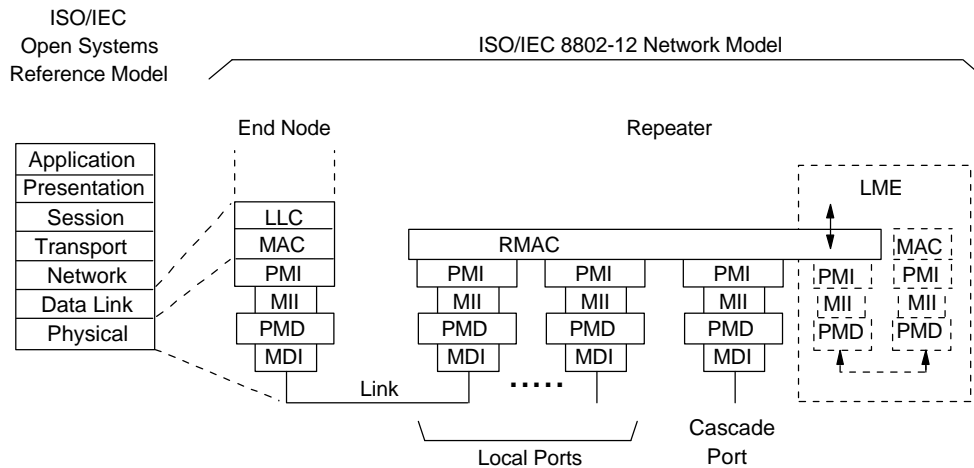 ISO/IEC
Open Systems
Reference Model
ISO/IEC 8802-12 Network Model
End Node
Repeater
Application
Presentation
Session
Transport
Network
Data Link
Physical
LLC
MAC
PMI
MII
PMD
MDI
Link
RMAC
PMI
MII
PMD
MDI
PMI
MII
PMD
MDI
.....
Local Ports
PMI
MII
PMD
MDI
Cascade
Port
LME
PMI
MII
PMD
MAC
PMI
MII
PMD